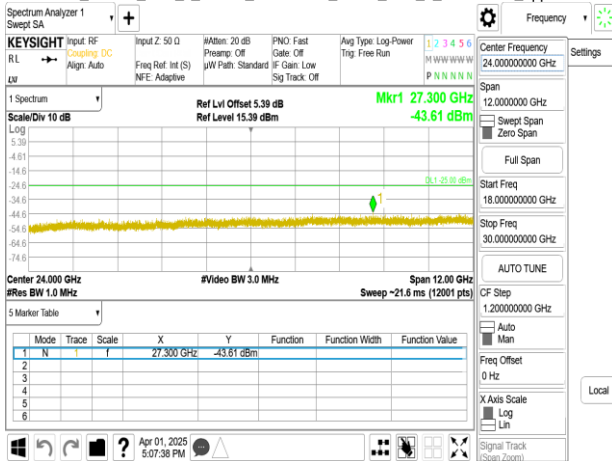 Spectrum Analyzer 1
Swept SA
+
Frequency
KEYSIGHT
RL
Input: RF
Coupling: DC
Align: Auto
Input Z: 50 Ω
Freq Ref: Int (S)
NFE: Adaptive
#Atten: 20 dB
Preamp: Off
µW Path: Standard
PNO: Fast
Gate: Off
IF Gain: Low
Sig Track: Off
Avg Type: Log-Power
Trig: Free Run
1 2 3 4 5 6
M W W W W W
P N N N N N
1 Spectrum
Scale/Div 10 dB
Log
Ref Lvl Offset 5.39 dB
Ref Level 15.39 dBm
Mkr1 27.300 GHz
-43.61 dBm
5.39
-4.61
-14.6
-24.6
-34.6
-44.6
-54.6
-64.6
-74.6
DL1 -25.00 dBm
1
Center 24.000 GHz
#Res BW 1.0 MHz
#Video BW 3.0 MHz
Span 12.00 GHz
Sweep ~21.6 ms (12001 pts)
5 Marker Table
Mode Trace Scale X Y Function Function Width Function Value
1 N 1 f 27.300 GHz -43.61 dBm
2
3
4
5
6
Apr 01, 2025
5:07:38 PM
?
Center Frequency
24.000000000 GHz
Span
12.0000000 GHz
Swept Span
Zero Span
Full Span
Start Freq
18.000000000 GHz
Stop Freq
30.000000000 GHz
AUTO TUNE
CF Step
1.200000000 GHz
Auto
Man
Freq Offset
0 Hz
X Axis Scale
Log
Lin
Signal Track
(Span Zoom)
Settings
Local